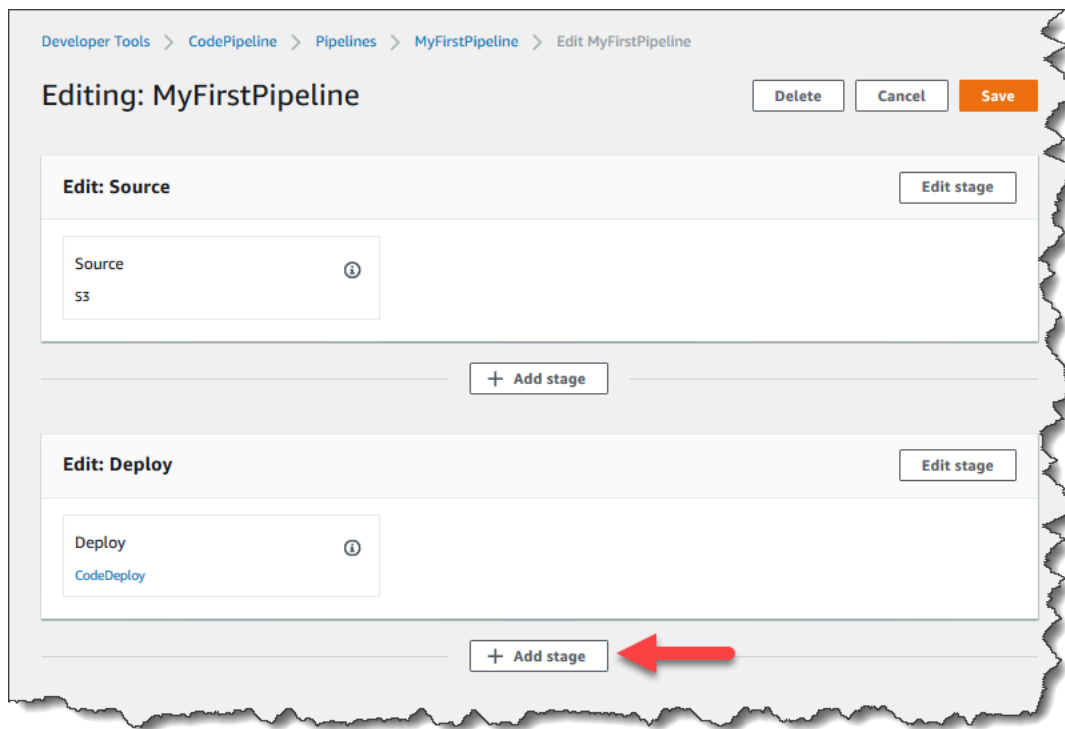 Developer Tools > CodePipeline > Pipelines > MyFirstPipeline > Edit MyFirstPipeline
Editing: MyFirstPipeline
Delete Cancel Save
Edit: Source
Edit stage
Source
S3
+ Add stage
Edit: Deploy
Edit stage
Deploy
CodeDeploy
+ Add stage